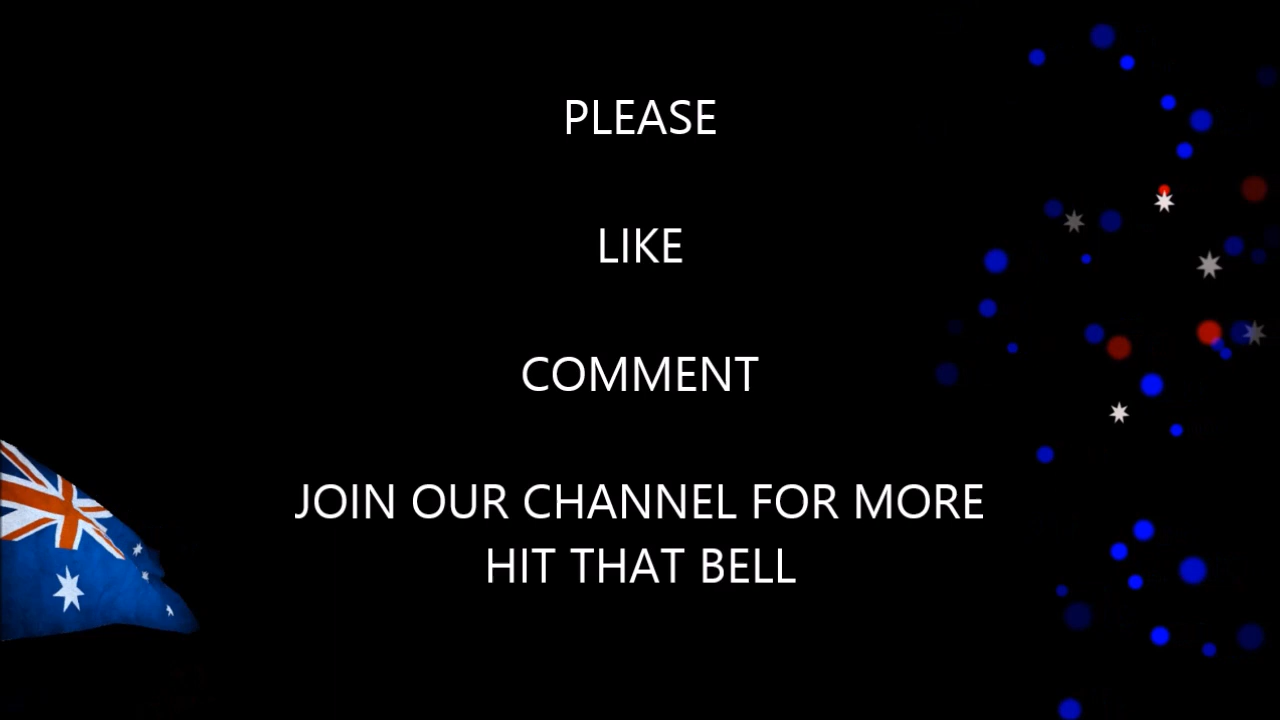 PLEASE
LIKE
COMMENT
JOIN OUR CHANNEL FOR MORE
HIT THAT BELL